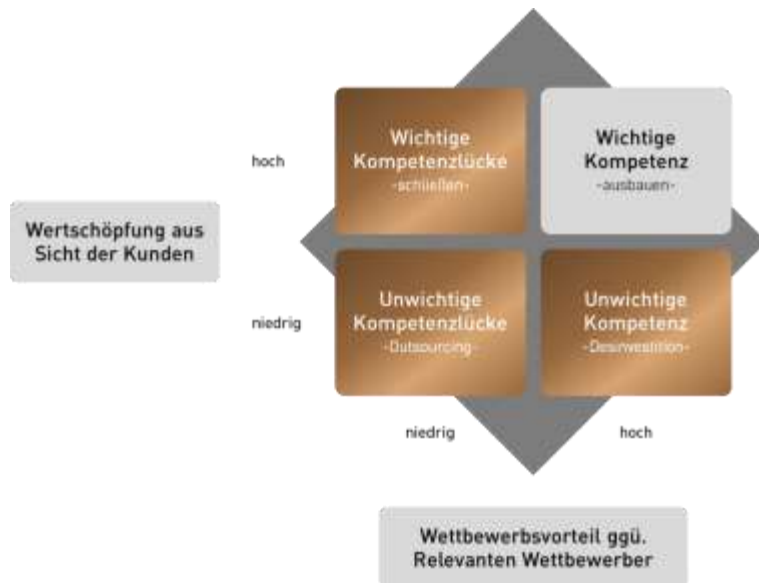 Wichtige
Kompetenzlücke
-schließen-
Wichtige
Kompetenz
-ausbauen-
hoch
Wertschöpfung aus
Sicht der Kunden
Unwichtige
Kompetenzlücke
-Outsourcing-
Unwichtige
Kompetenz
-Desinvestition-
niedrig
niedrig
hoch
Wettbewerbsvorteil ggü.
Relevanten Wettbewerber